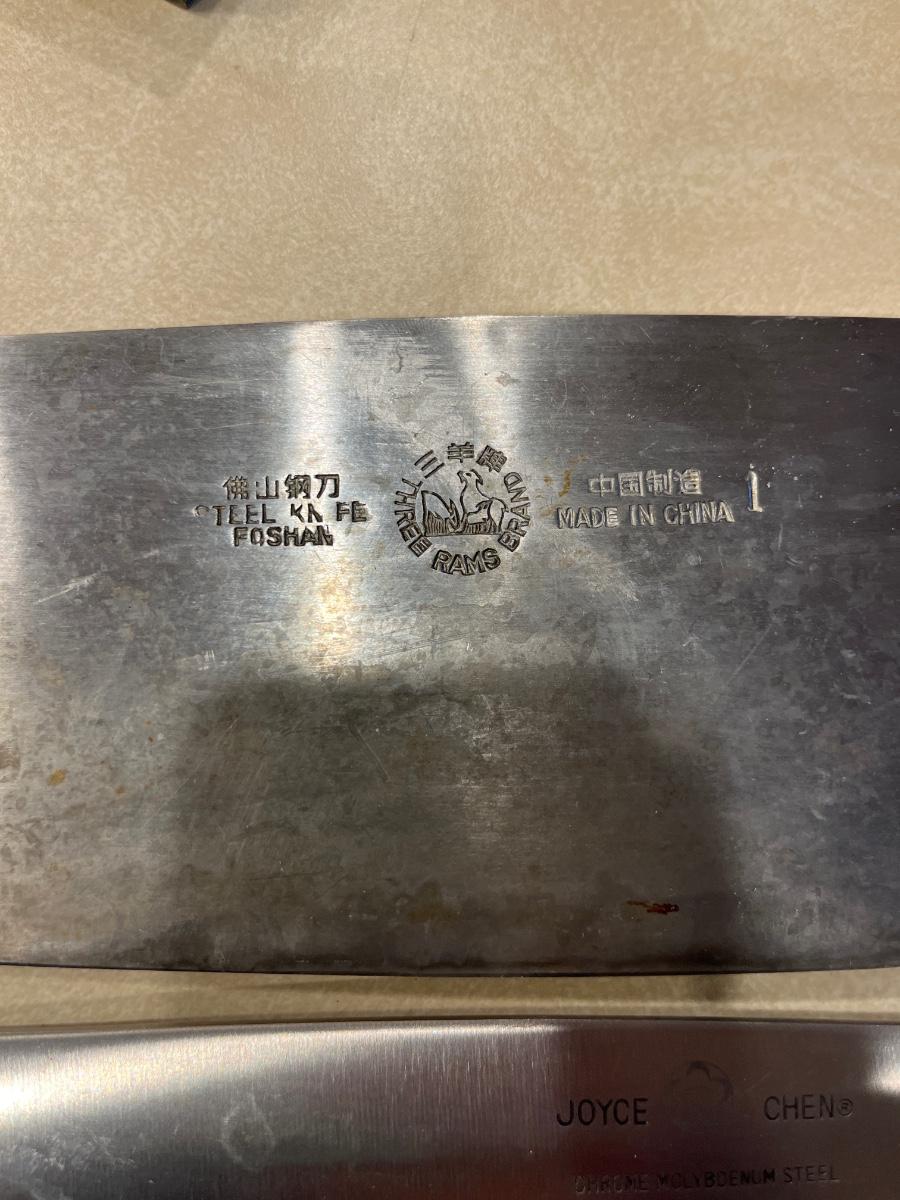 佛山钢刀
STEEL KNIFE
FOSHAN
三羊牌
THREE RAMS BRAND
中国制造
MADE IN CHINA
1
JOYCE CHEN®
CHROME MOLYBDENUM STEEL